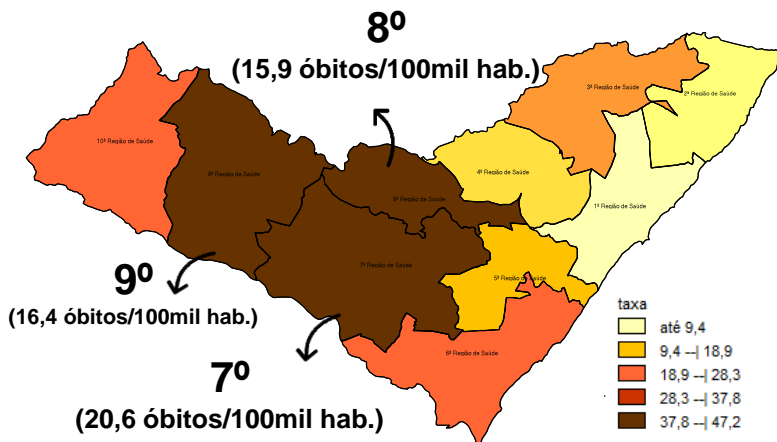 8º
(15,9 óbitos/100mil hab.)
3ª Região de Saúde
2ª Região de Saúde
10ª Região de Saúde
9ª Região de Saúde
4ª Região de Saúde
8ª Região de Saúde
1ª Região de Saúde
7ª Região de Saúde
5ª Região de Saúde
9º
(16,4 óbitos/100mil hab.)
6ª Região de Saúde
7º
(20,6 óbitos/100mil hab.)
taxa
até 9,4
9,4 --| 18,9
18,9 --| 28,3
28,3 --| 37,8
37,8 --| 47,2